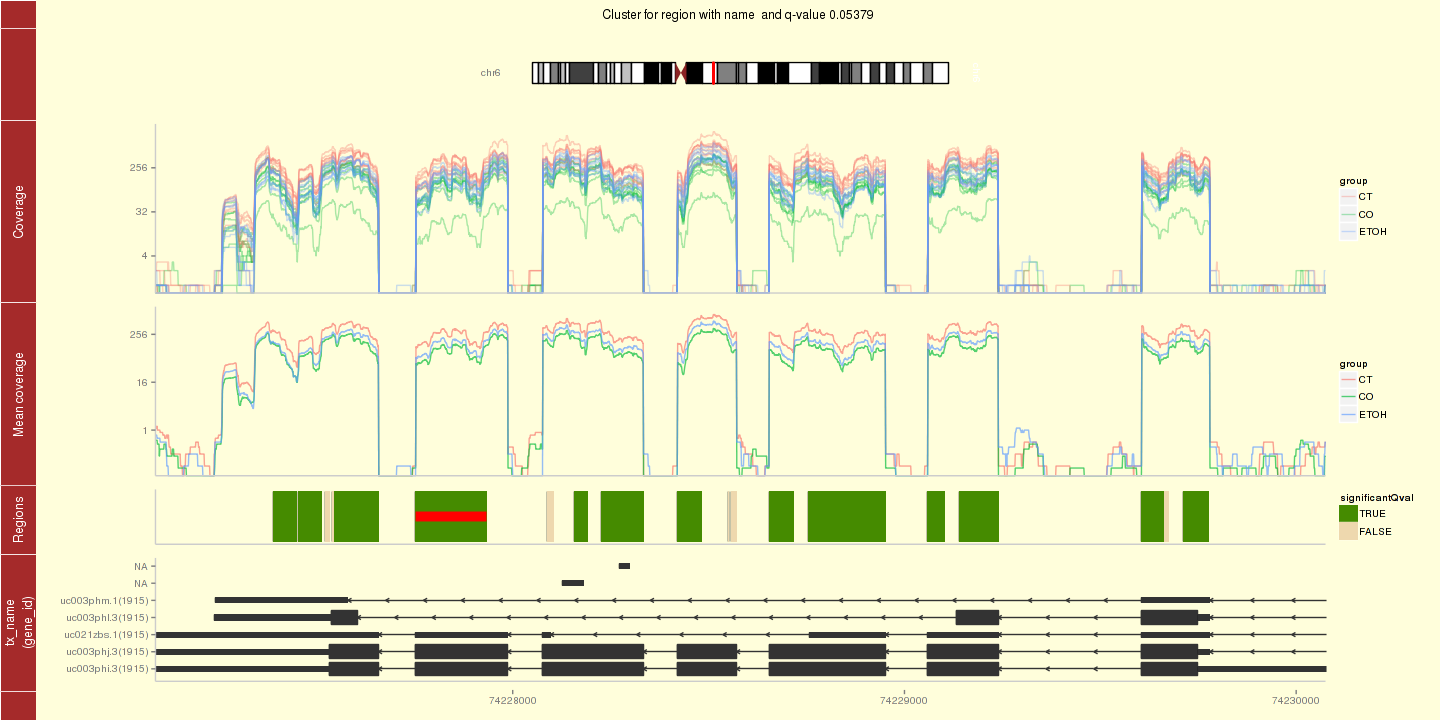 Cluster for region with name  and q-value 0.05379
chr6
Coverage
256
32
4
group
CT
CO
ETOH
Mean coverage
256
16
1
group
CT
CO
ETOH
Regions
significantQval
TRUE
FALSE
tx_name
(gene_id)
NA
NA
uc003phm.1(1915)
uc003phl.3(1915)
uc021zbs.1(1915)
uc003phj.3(1915)
uc003phi.3(1915)
74228000
74229000
74230000